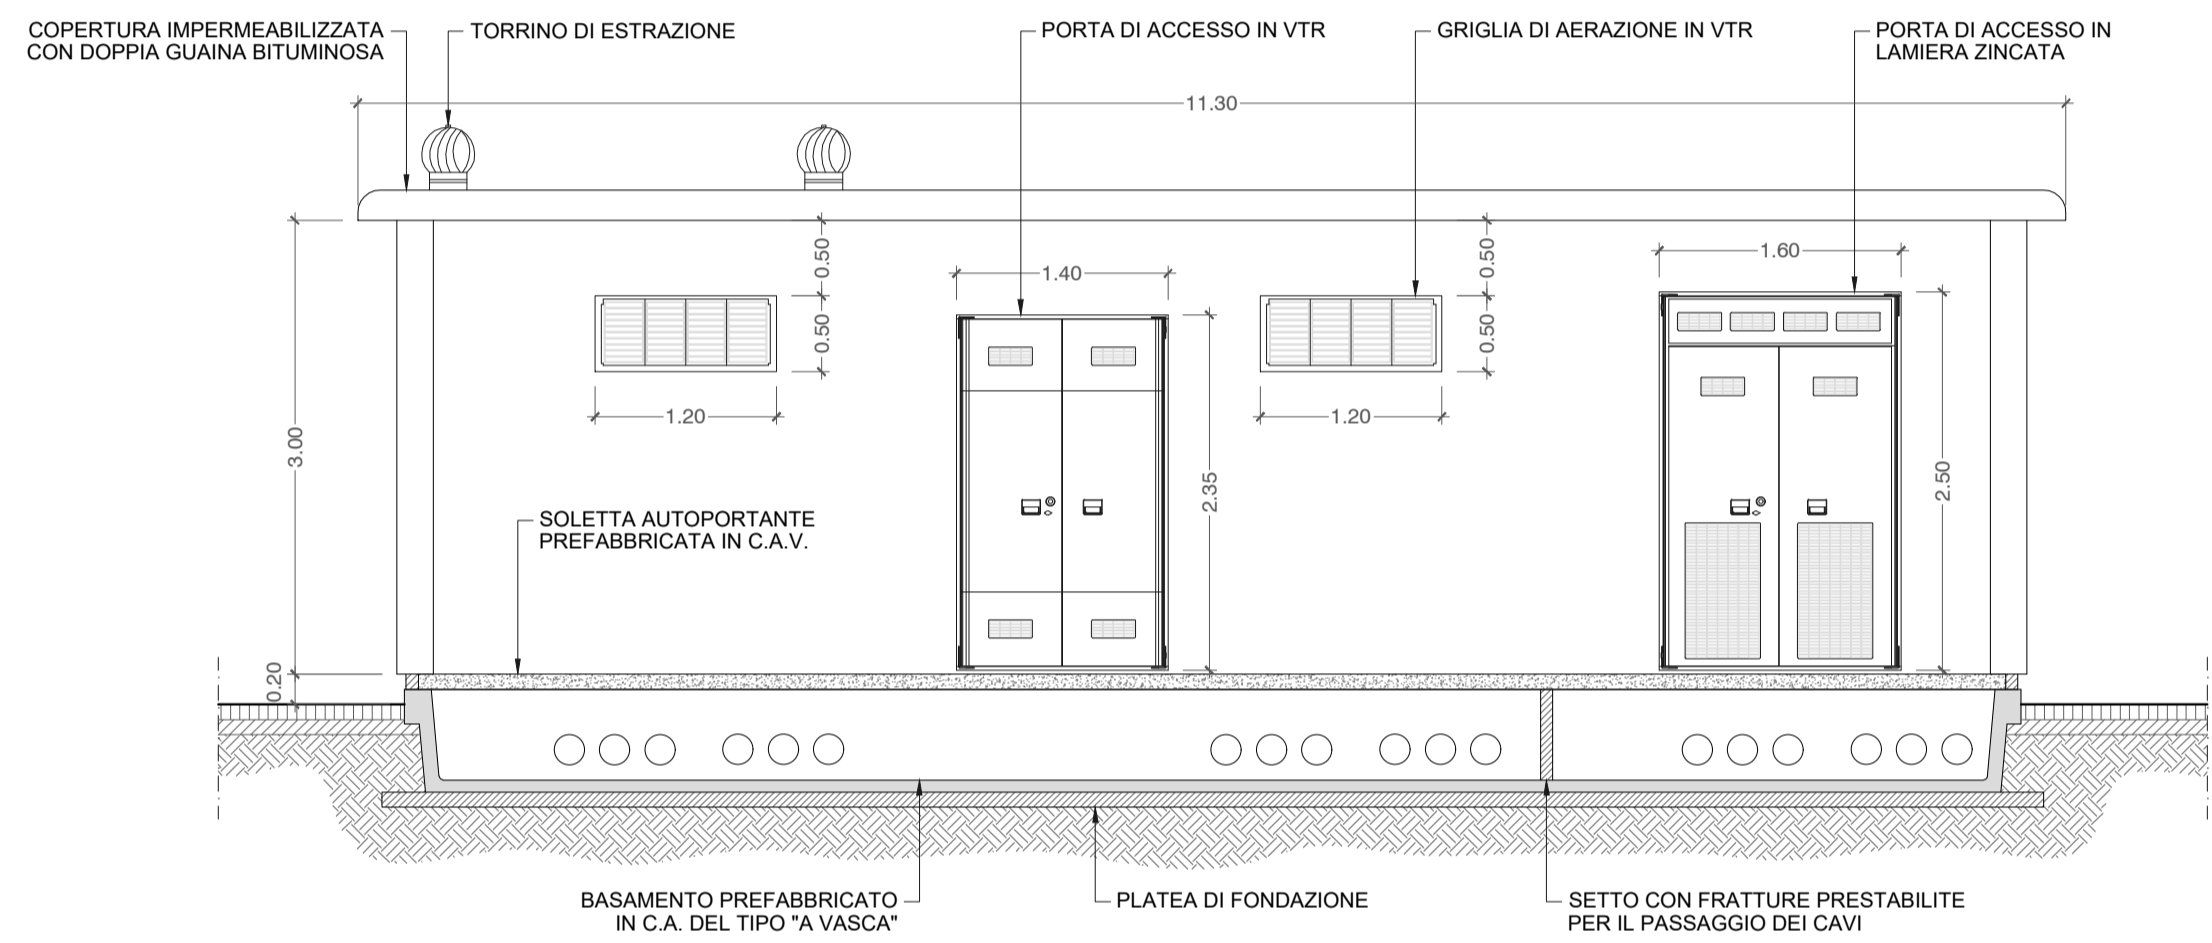 COPERTURA IMPERMEABILIZZATA
CON DOPPIA GUAINA BITUMINOSA
TORRINO DI ESTRAZIONE
PORTA DI ACCESSO IN VTR
GRIGLIA DI AERAZIONE IN VTR
PORTA DI ACCESSO IN
LAMIERA ZINCATA
11.30
0.50
0.50
1.20
1.40
2.35
0.50
0.50
1.20
1.60
2.50
3.00
0.20
SOLETTA AUTOPORTANTE
PREFABBRICATA IN C.A.V.
BASAMENTO PREFABBRICATO
IN C.A. DEL TIPO "A VASCA"
PLATEA DI FONDAZIONE
SETTO CON FRATTURE PRESTABILITE
PER IL PASSAGGIO DEI CAVI